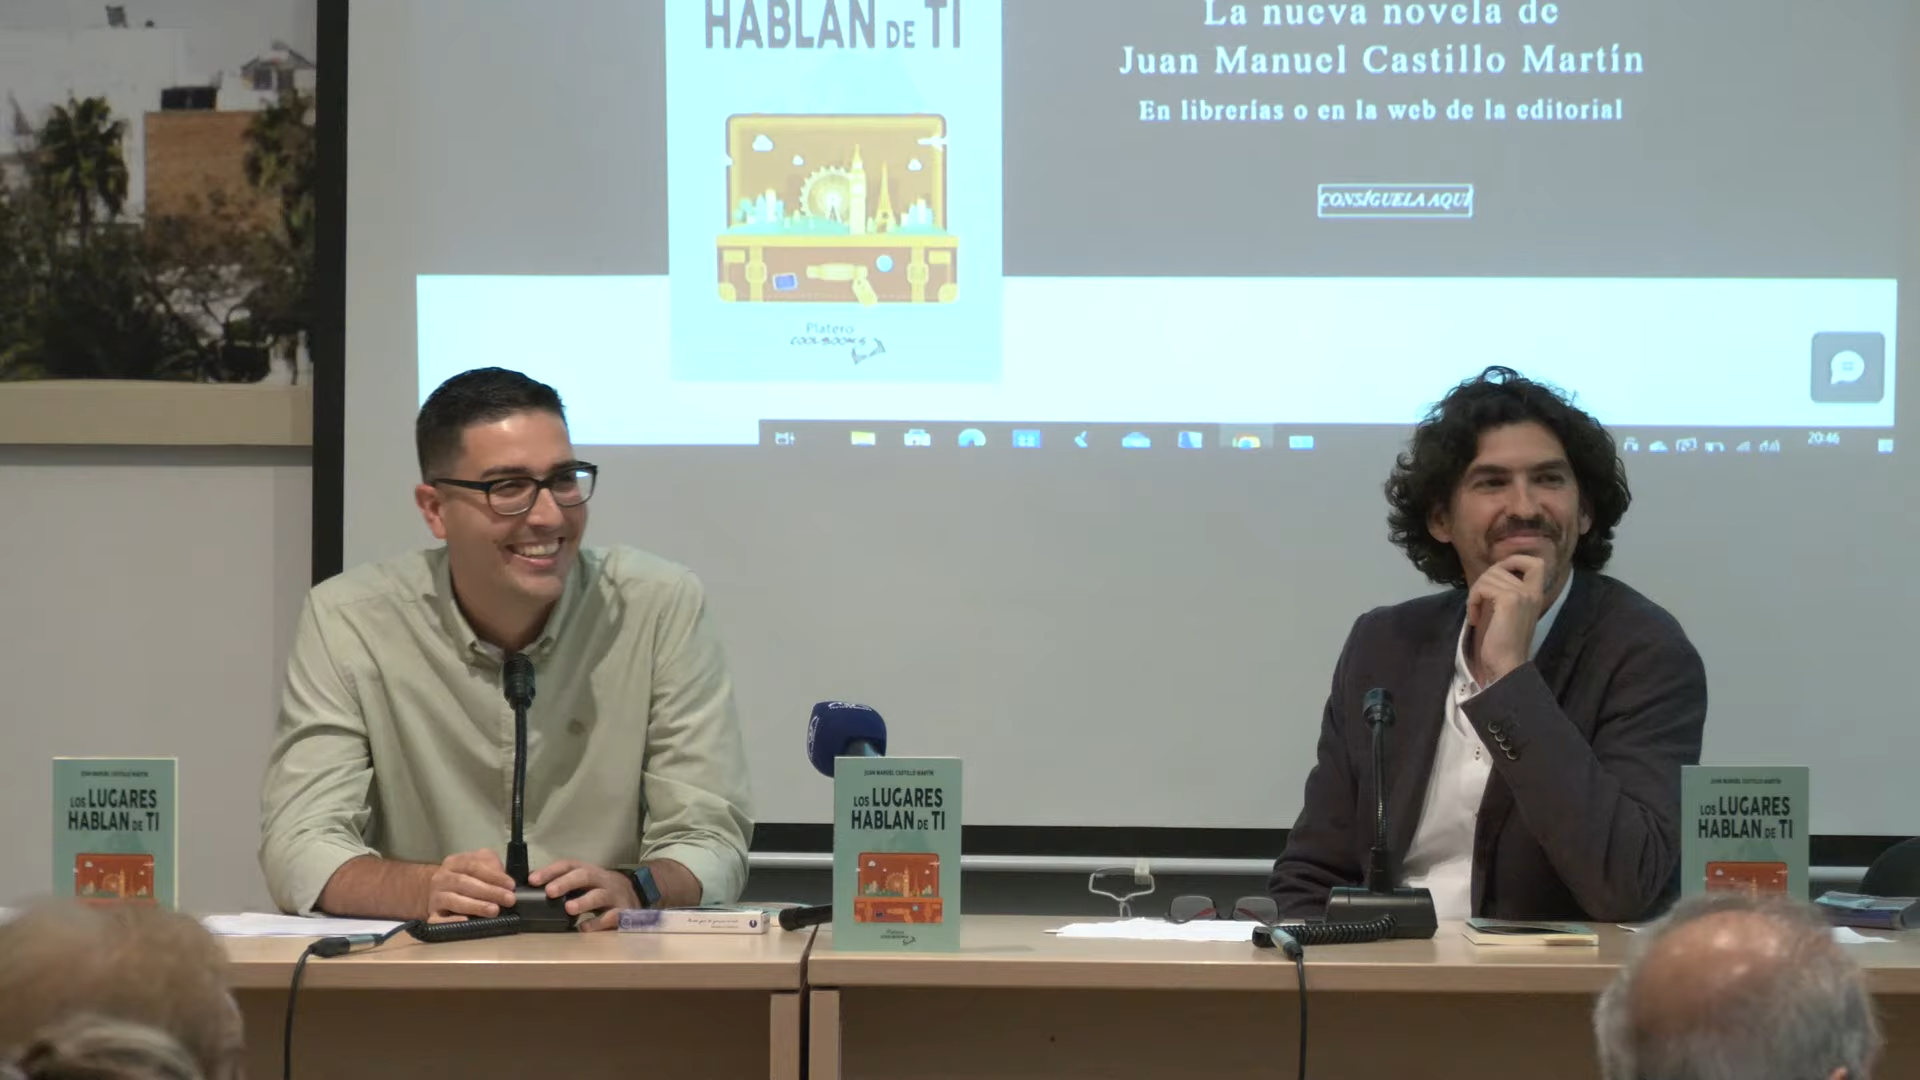 HABLAN DE TI
Platero
COOLBOOKS
La nueva novela de
Juan Manuel Castillo Martín
En librerías o en la web de la editorial
CONSÍGUELA AQUÍ
20:46
JUAN MANUEL CASTILLO MARTÍN
LOS LUGARES
HABLAN DE TI
JUAN MANUEL CASTILLO MARTÍN
LOS LUGARES
HABLAN DE TI
Platero
COOLBOOKS
JUAN MANUEL CASTILLO MARTÍN
LOS LUGARES
HABLAN DE TI